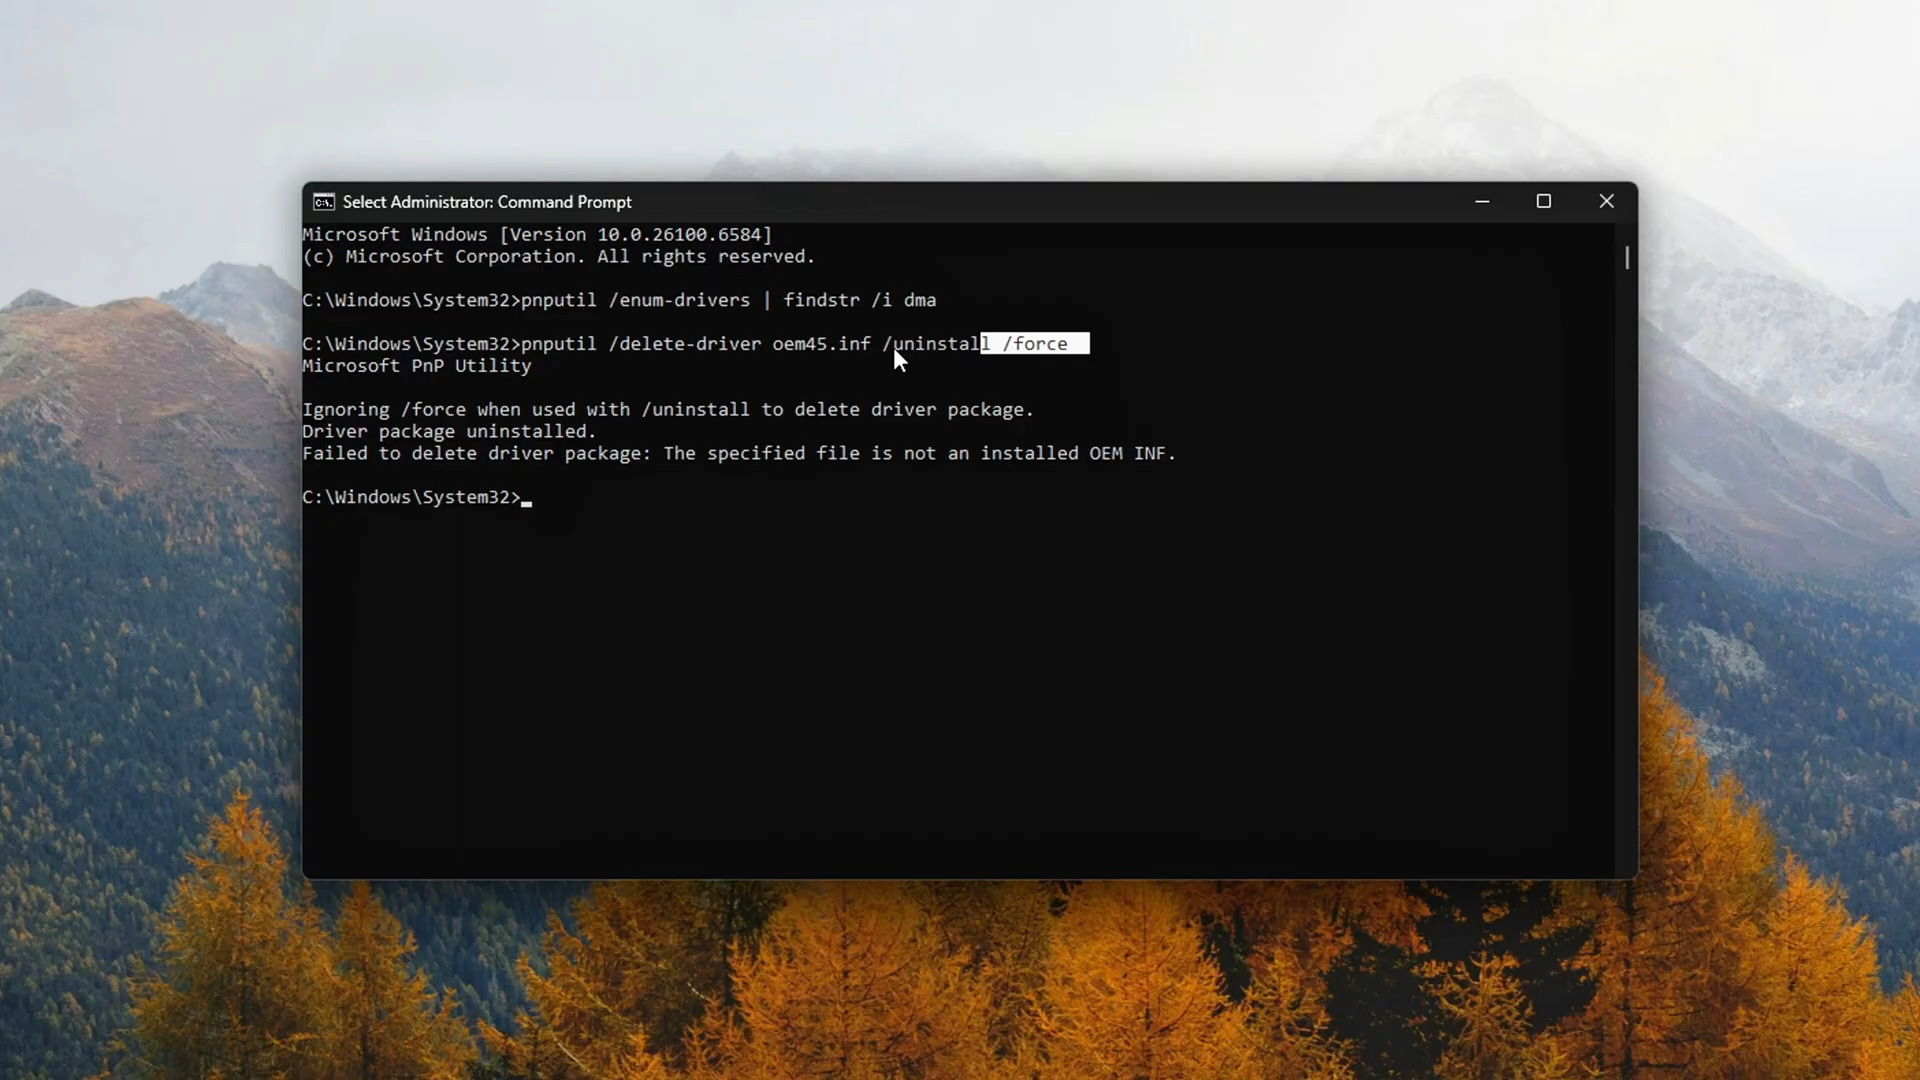 Select Administrator: Command Prompt
Microsoft Windows [Version 10.0.26100.6584]
(c) Microsoft Corporation. All rights reserved.
C:\Windows\System32>pnputil /enum-drivers | findstr /i dma
C:\Windows\System32>pnputil /delete-driver oem45.inf /uninstall /force
Microsoft PnP Utility
Ignoring /force when used with /uninstall to delete driver package.
Driver package uninstalled.
Failed to delete driver package: The specified file is not an installed OEM INF.
C:\Windows\System32>